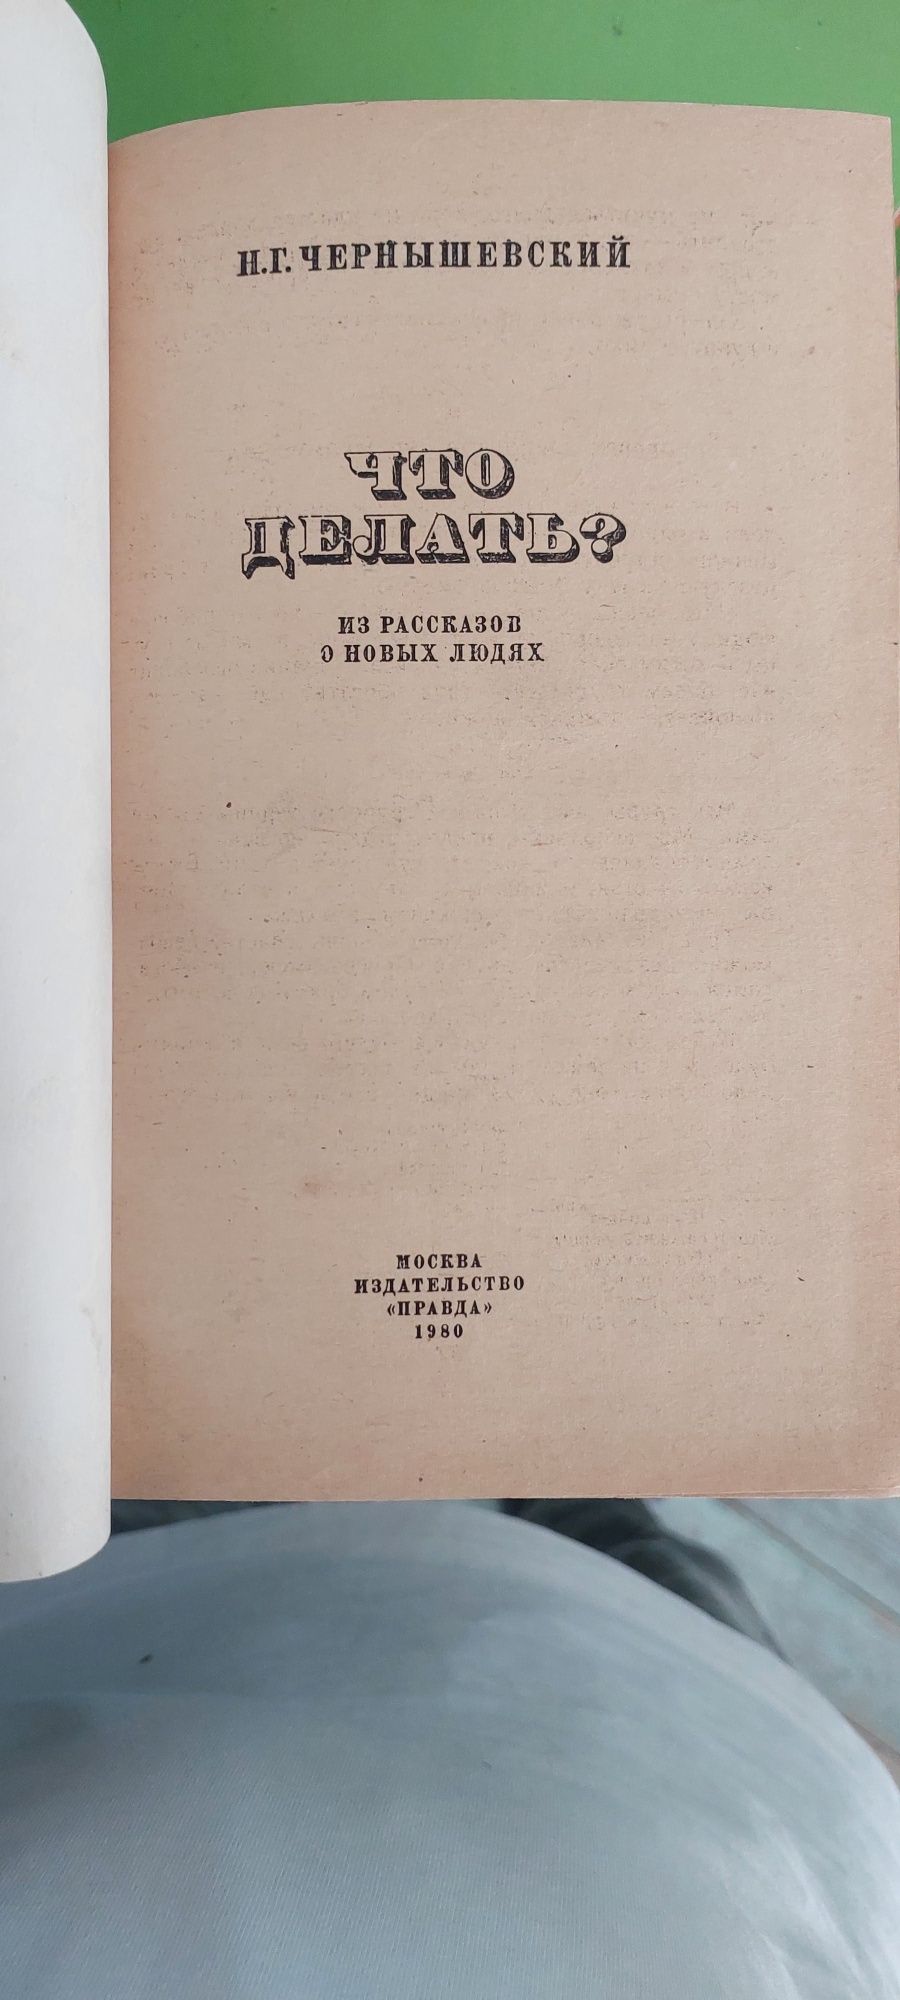 Н.Г. ЧЕРНЫШЕВСКИЙ
ЧТО
ДЕЛАТЬ?
ИЗ РАССКАЗОВ
О НОВЫХ ЛЮДЯХ
МОСКВА
ИЗДАТЕЛЬСТВО
«ПРАВДА»
1980